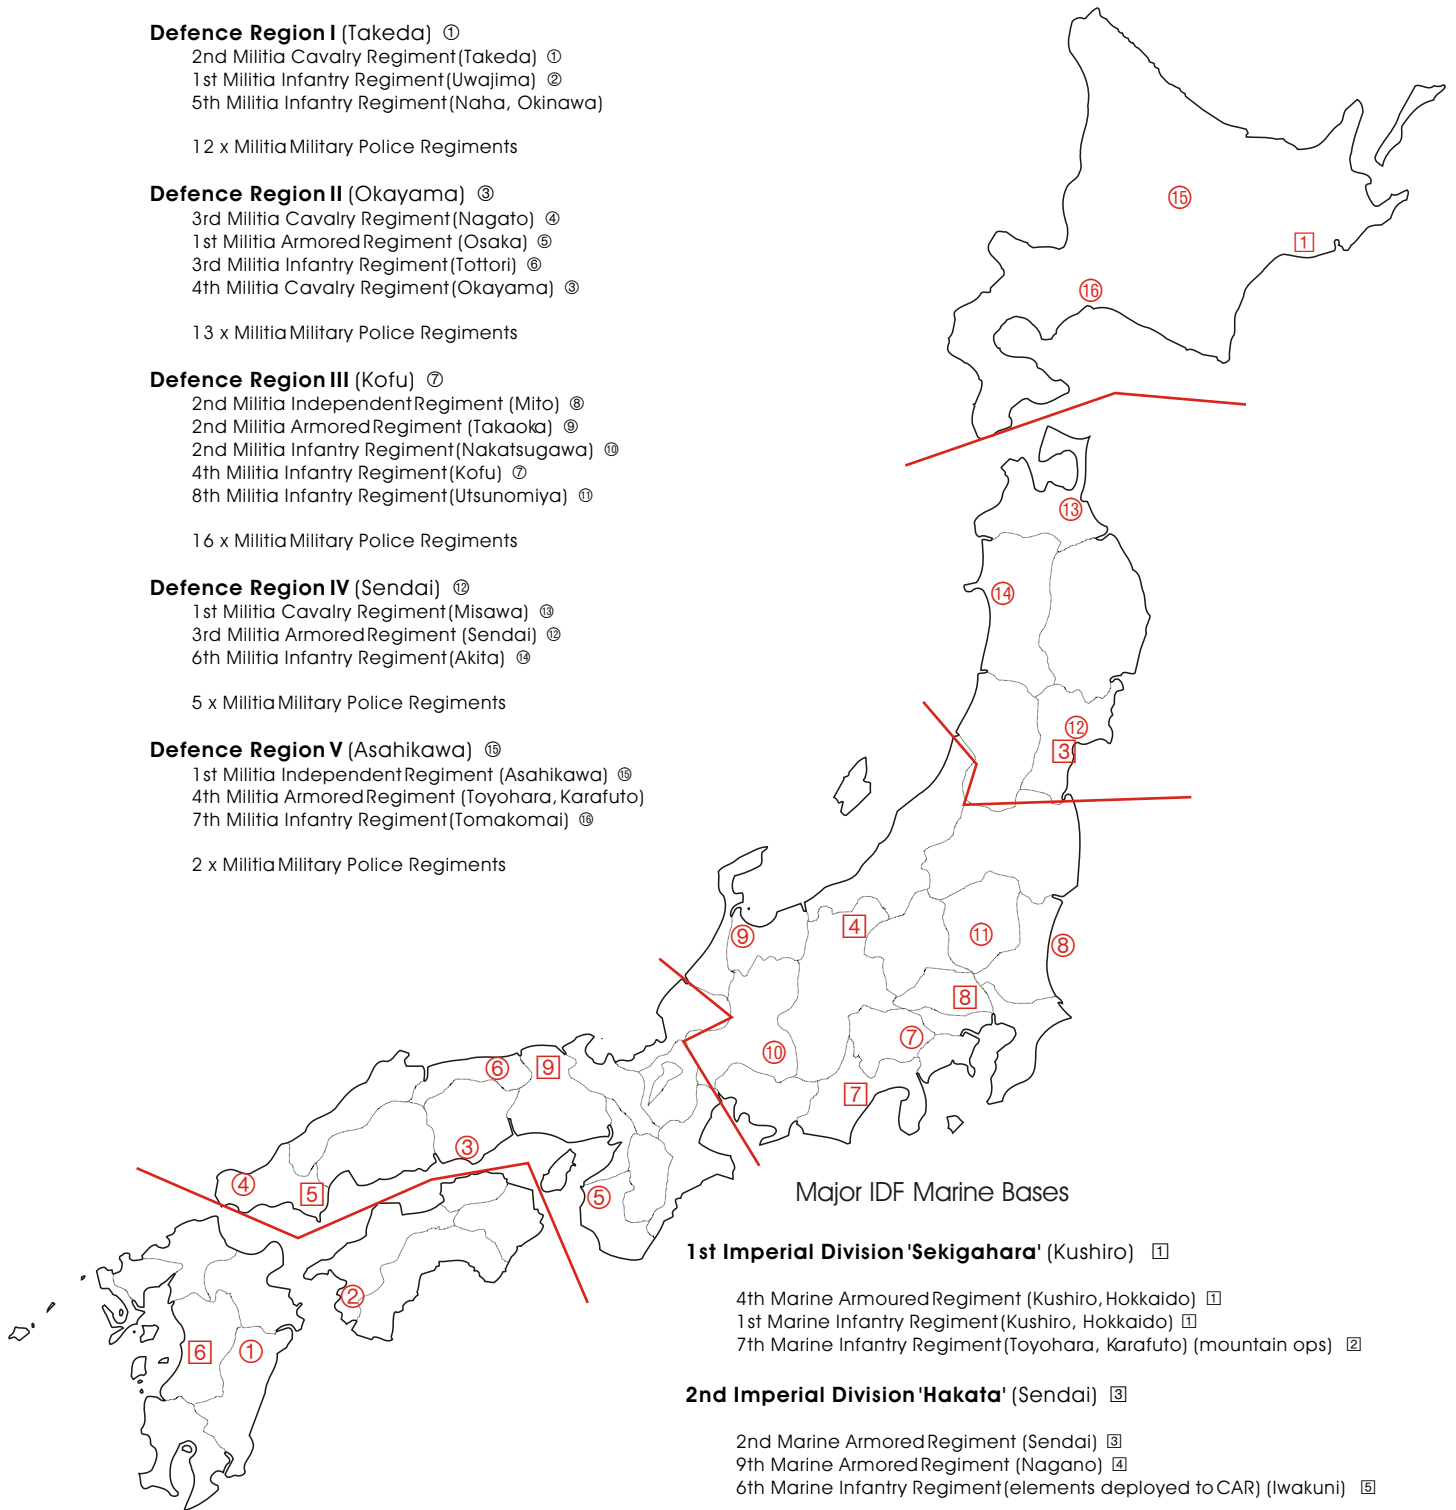 Defence Region I (Takeda) ①
2nd Militia Cavalry Regiment (Takeda) ①
1st Militia Infantry Regiment (Uwajima) ②
5th Militia Infantry Regiment (Naha, Okinawa)
12 x Militia Military Police Regiments
Defence Region II (Okayama) ③
3rd Militia Cavalry Regiment (Nagato) ④
1st Militia Armored Regiment (Osaka) ⑤
3rd Militia Infantry Regiment (Tottori) ⑥
4th Militia Cavalry Regiment (Okayama) ③
13 x Militia Military Police Regiments
Defence Region III (Kofu) ⑦
2nd Militia Independent Regiment (Mito) ⑧
2nd Militia Armored Regiment (Takaoka) ⑨
2nd Militia Infantry Regiment (Nakatsugawa) ⑩
4th Militia Infantry Regiment (Kofu) ⑦
8th Militia Infantry Regiment (Utsunomiya) ⑪
16 x Militia Military Police Regiments
Defence Region IV (Sendai) ⑫
1st Militia Cavalry Regiment (Misawa) ⑬
3rd Militia Armored Regiment (Sendai) ⑫
6th Militia Infantry Regiment (Akita) ⑭
5 x Militia Military Police Regiments
Defence Region V (Asahikawa) ⑮
1st Militia Independent Regiment (Asahikawa) ⑮
4th Militia Armored Regiment (Toyohara, Karafuto)
7th Militia Infantry Regiment (Tomakomai) ⑯
2 x Militia Military Police Regiments
⑮
1
⑯
⑬
⑭
⑫
3
⑨
4
⑪
⑧
8
⑦
⑩
⑥
9
7
③
④
5
⑤
②
6
①
Major IDF Marine Bases
1st Imperial Division 'Sekigahara' (Kushiro) 1
4th Marine Armoured Regiment (Kushiro, Hokkaido) 1
1st Marine Infantry Regiment (Kushiro, Hokkaido) 1
7th Marine Infantry Regiment (Toyohara, Karafuto) (mountain ops) 2
2nd Imperial Division 'Hakata' (Sendai) 3
2nd Marine Armored Regiment (Sendai) 3
9th Marine Armored Regiment (Nagano) 4
6th Marine Infantry Regiment (elements deployed to CAR) (Iwakuni) 5